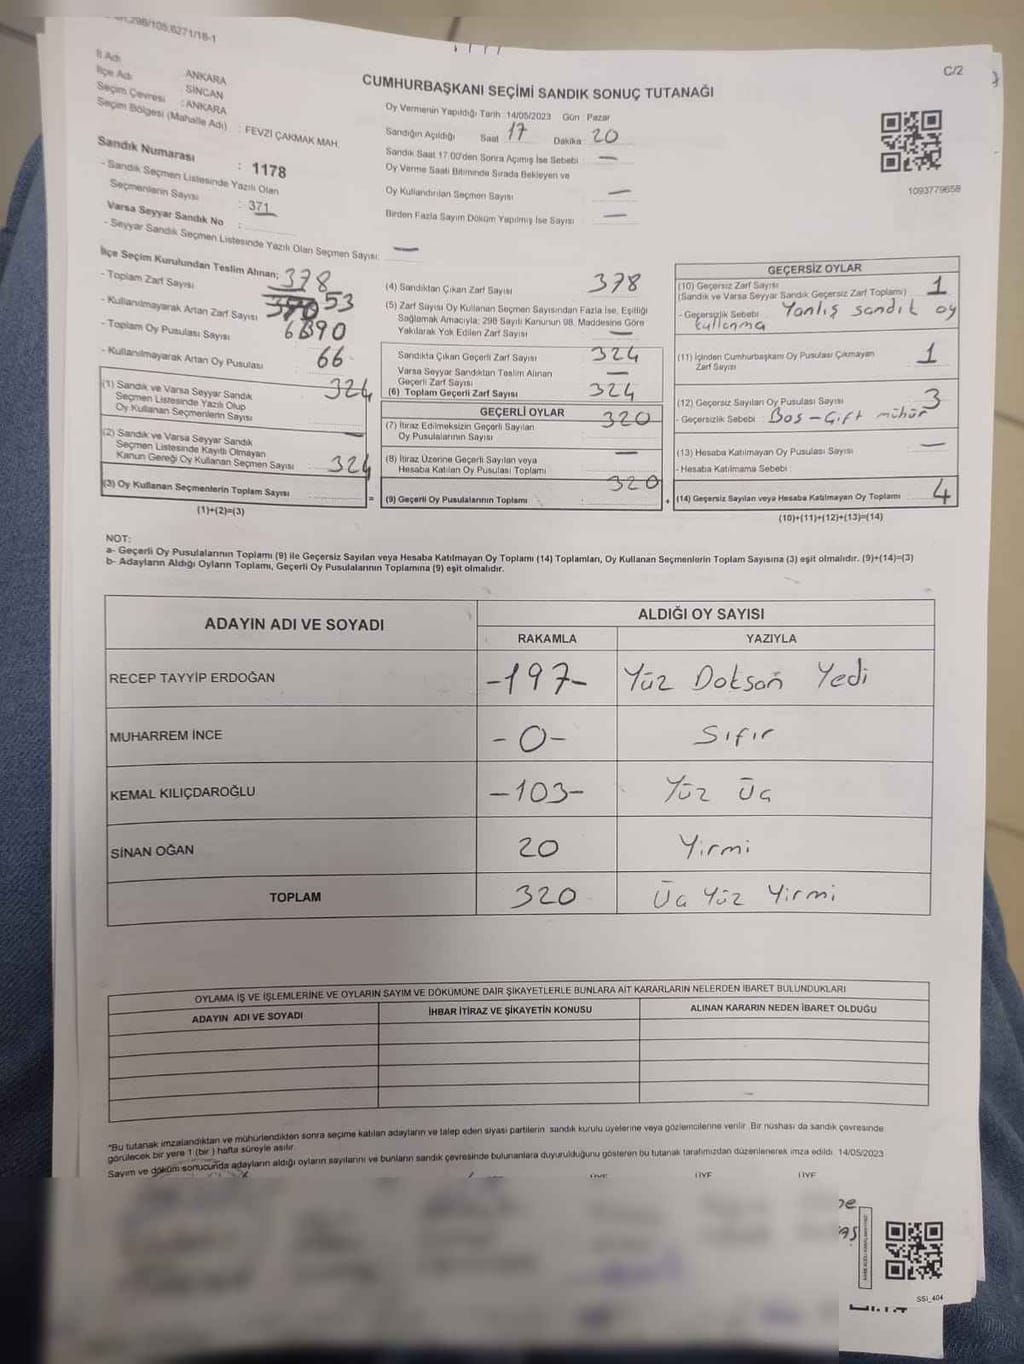 298/105,6271/18-1
C/2
İl Adı : ANKARA
İlçe Adı : SİNCAN
Seçim Çevresi : ANKARA
Seçim Bölgesi (Mahalle Adı) : FEVZİ ÇAKMAK MAH.
Sandık Numarası : 1178
- Sandık Seçmen Listesinde Yazılı Olan
Seçmenlerin Sayısı : 371
Varsa Seyyar Sandık No :
- Seyyar Sandık Seçmen Listesinde Yazılı Olan Seçmen Sayısı: —
CUMHURBAŞKANI SEÇİMİ SANDIK SONUÇ TUTANAĞI
Oy Vermenin Yapıldığı Tarih :14/05/2023 Gün : Pazar
Sandığın Açıldığı Saat 17 Dakika : 20
Sandık Saat 17.00'den Sonra Açımış İse Sebebi : —
Oy Verme Saati Bitiminde Sırada Bekleyen ve
Oy Kullandırılan Seçmen Sayısı —
Birden Fazla Sayım Döküm Yapılmış İse Sayısı : —
1093779658
İlçe Seçim Kurulundan Teslim Alınan;
- Toplam Zarf Sayısı 378
- Kullanılmayarak Artan Zarf Sayısı 53
- Toplam Oy Pusulası Sayısı
- Kullanılmayarak Artan Oy Pusulası 66
(1) Sandık ve Varsa Seyyar Sandık
Seçmen Listesinde Yazılı Olup
Oy Kullanan Seçmenlerin Sayısı 324
(2) Sandık ve Varsa Seyyar Sandık
Seçmen Listesinde Kayıtlı Olmayan
Kanun Gereği Oy Kullanan Seçmen Sayısı —
(3) Oy Kullanan Seçmenlerin Toplam Sayısı 324
(1)+(2)=(3)
(4) Sandıktan Çıkan Zarf Sayısı 378
(5) Zarf Sayısı Oy Kullanan Seçmen Sayısından Fazla İse, Eşitliği
Sağlamak Amacıyla; 298 Sayılı Kanunun 98. Maddesine Göre
Yakılarak Yok Edilen Zarf Sayısı —
Sandıkta Çıkan Geçerli Zarf Sayısı 324
Varsa Seyyar Sandıktan Teslim Alınan
Geçerli Zarf Sayısı —
(6) Toplam Geçerli Zarf Sayısı 324
GEÇERLİ OYLAR
(7) İtiraz Edilmeksizin Geçerli Sayılan
Oy Pusulalarının Sayısı 320
(8) İtiraz Üzerine Geçerli Sayılan veya
Hesaba Katılan Oy Pusulası Toplamı —
(9) Geçerli Oy Pusulalarının Toplamı 320
GEÇERSİZ OYLAR
(10) Geçersiz Zarf Sayısı
(Sandık ve Varsa Seyyar Sandık Geçersiz Zarf Toplamı) 1
- Geçersizlik Sebebi : Yanlış sandık oy
kullanma
(11) İçinden Cumhurbaşkanı Oy Pusulası Çıkmayan
Zarf Sayısı 1
(12) Geçersiz Sayılan Oy Pusulası Sayısı 3
- Geçersizlik Sebebi : Boş - Çift mühür
(13) Hesaba Katılmayan Oy Pusulası Sayısı —
- Hesaba Katılmama Sebebi :
(14) Geçersiz Sayılan veya Hesaba Katılmayan Oy Toplamı 4
(10)+(11)+(12)+(13)=(14)
NOT:
a- Geçerli Oy Pusulalarının Toplamı (9) ile Geçersiz Sayılan veya Hesaba Katılmayan Oy Toplamı (14) Toplamları, Oy Kullanan Seçmenlerin Toplam Sayısına (3) eşit olmalıdır. (9)+(14)=(3)
b- Adayların Aldığı Oyların Toplamı, Geçerli Oy Pusulalarının Toplamına (9) eşit olmalıdır.
ADAYIN ADI VE SOYADI
ALDIĞI OY SAYISI
RAKAMLA YAZIYLA
RECEP TAYYİP ERDOĞAN -197- Yüz Doksan Yedi
MUHARREM İNCE -0- Sıfır
KEMAL KILIÇDAROĞLU -103- Yüz Üç
SİNAN OĞAN 20 Yirmi
TOPLAM 320 Üç Yüz Yirmi
OYLAMA İŞ VE İŞLEMLERİNE VE OYLARIN SAYIM VE DÖKÜMÜNE DAİR ŞİKAYETLERLE BUNLARA AİT KARARLARIN NELERDEN İBARET BULUNDUKLARI
ADAYIN ADI VE SOYADI İHBAR İTİRAZ VE ŞİKAYETİN KONUSU ALINAN KARARIN NEDEN İBARET OLDUĞU
*Bu tutanak imzalandıktan ve mühürlendikten sonra seçime katılan adayların ve talep eden siyasi partilerin sandık kurulu üyelerine veya gözlemcilerine verilir. Bir nüshası da sandık çevresinde
görülecek bir yere 1 (bir ) hafta süreyle asılır.
Sayım ve döküm sonucunda adayların aldığı oyların sayılarını ve bunların sandık çevresinde bulunanlara duyurulduğunu gösteren bu tutanak tarafımızdan düzenlenerek imza edildi. 14/05/2023
ÜYE ÜYE ÜYE
SSİ_404